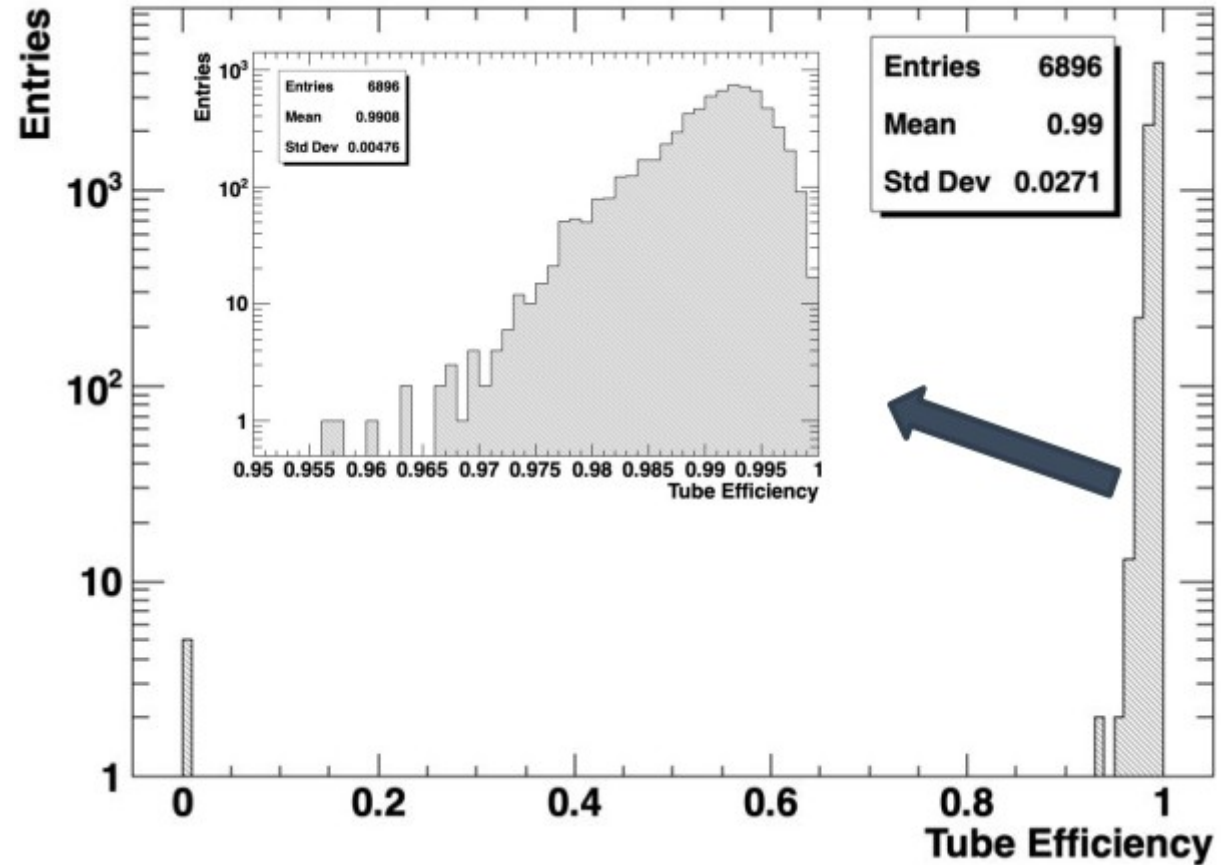 Entries
10³
10²
10
1
0
0.2
0.4
0.6
0.8
1
Tube Efficiency
Entries 6896
Mean 0.99
Std Dev 0.0271
Entries
10³
10²
10
1
0.95 0.955 0.96 0.965 0.97 0.975 0.98 0.985 0.99 0.995 1
Tube Efficiency
Entries 6896
Mean 0.9908
Std Dev 0.00476